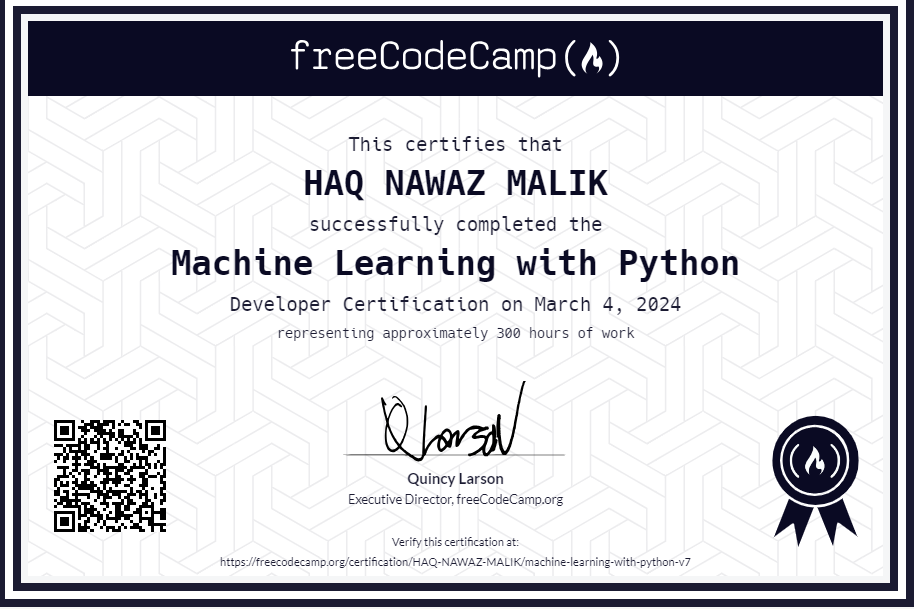 freeCodeCamp
This certifies that
HAQ NAWAZ MALIK
successfully completed the
Machine Learning with Python
Developer Certification on March 4, 2024
representing approximately 300 hours of work
Q Larson
Quincy Larson
Executive Director, freeCodeCamp.org
Verify this certification at:
https://freecodecamp.org/certification/HAQ-NAWAZ-MALIK/machine-learning-with-python-v7